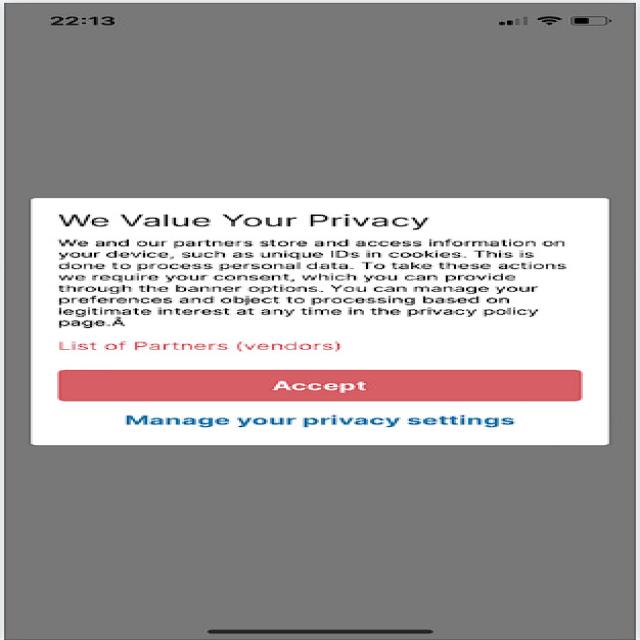 22:13
We Value Your Privacy
We and our partners store and access information on
your device, such as unique IDs in cookies. This is
done to process personal data. To take these actions
we require your consent, which you can provide
through the banner options. You can manage your
preferences and object to processing based on
legitimate interest at any time in the privacy policy
page.Â
List of Partners (vendors)
Accept
Manage your privacy settings